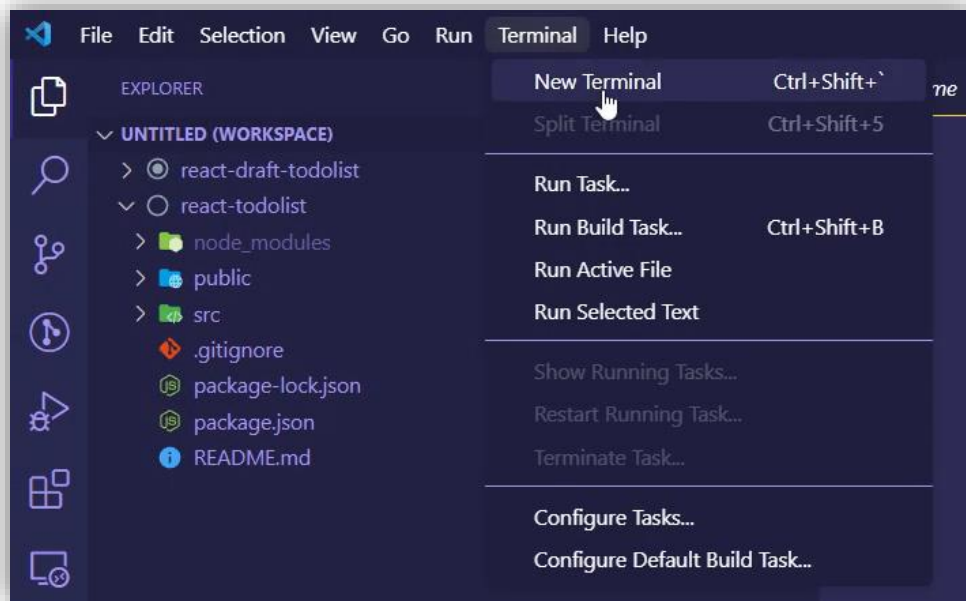 File Edit Selection View Go Run Terminal Help
EXPLORER
UNTITLED (WORKSPACE)
react-draft-todolist
react-todolist
node_modules
public
src
.gitignore
package-lock.json
package.json
README.md
New Terminal Ctrl+Shift+`
Split Terminal Ctrl+Shift+5
Run Task...
Run Build Task... Ctrl+Shift+B
Run Active File
Run Selected Text
Show Running Tasks...
Restart Running Task...
Terminate Task...
Configure Tasks...
Configure Default Build Task...
me